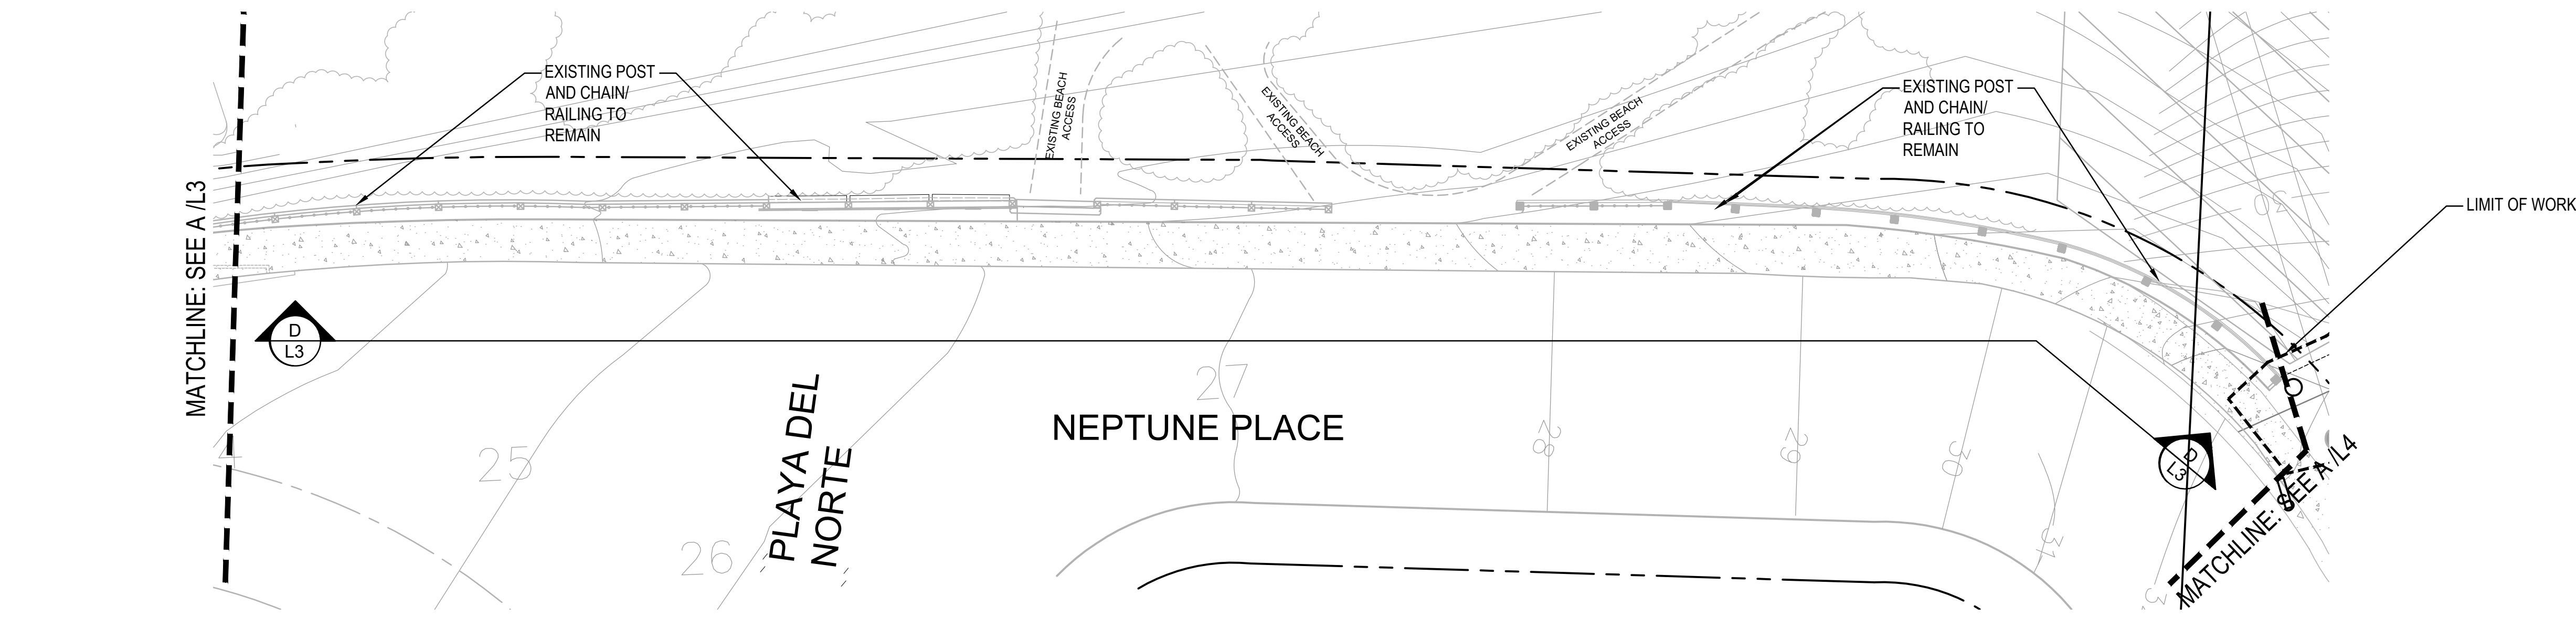 EXISTING POST
AND CHAIN/
RAILING TO
REMAIN
EXISTING BEACH
ACCESS
EXISTING BEACH
ACCESS
EXISTING BEACH
ACCESS
EXISTING POST
AND CHAIN/
RAILING TO
REMAIN
30
LIMIT OF WORK
MATCHLINE: SEE A /L3
D
L3
25
26
PLAYA DEL
NORTE
27
NEPTUNE PLACE
28
29
30
31
D
L3
MATCHLINE: SEE A /L4